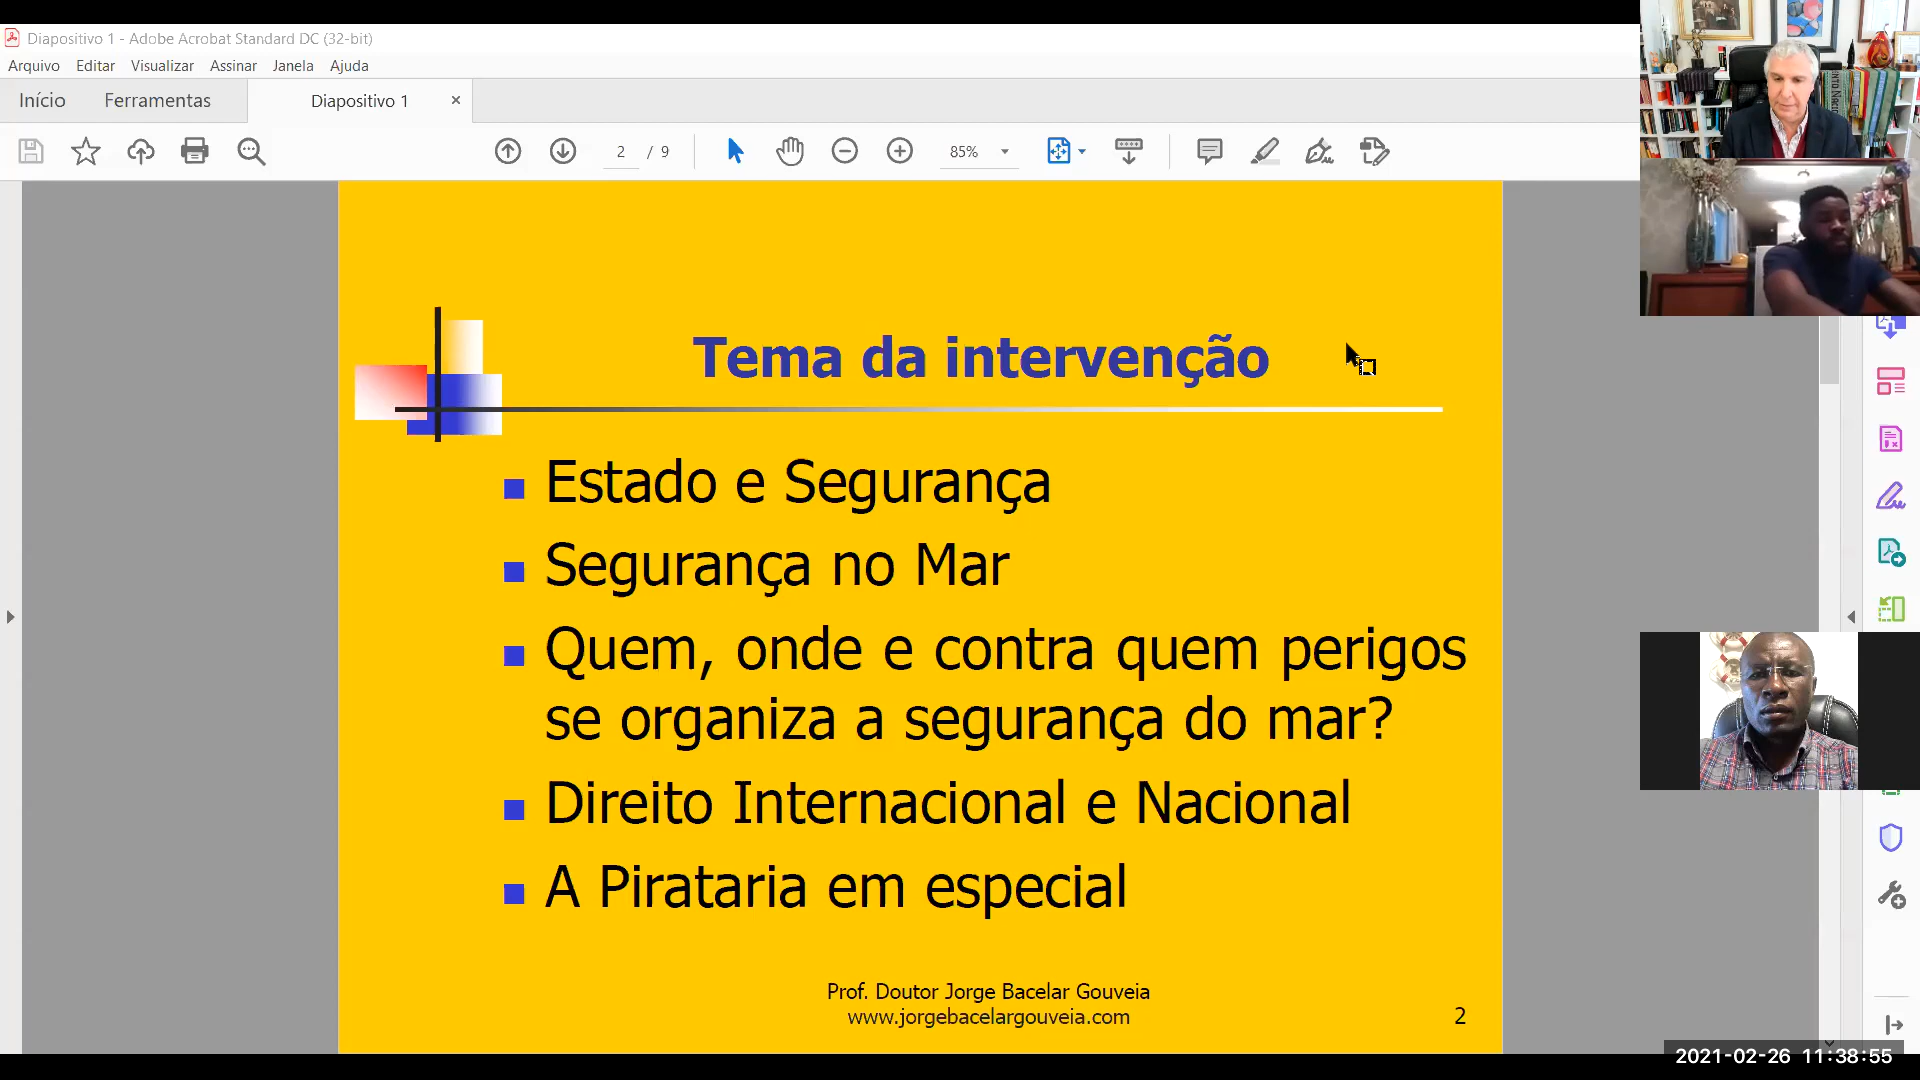 Diapositivo 1 - Adobe Acrobat Standard DC (32-bit)
Arquivo Editar Visualizar Assinar Janela Ajuda
Início Ferramentas Diapositivo 1 ×
2 / 9 85%
Tema da intervenção
Estado e Segurança
Segurança no Mar
Quem, onde e contra quem perigos
se organiza a segurança do mar?
Direito Internacional e Nacional
A Pirataria em especial
Prof. Doutor Jorge Bacelar Gouveia
www.jorgebacelargouveia.com
2
2021-02-26 11:38:55